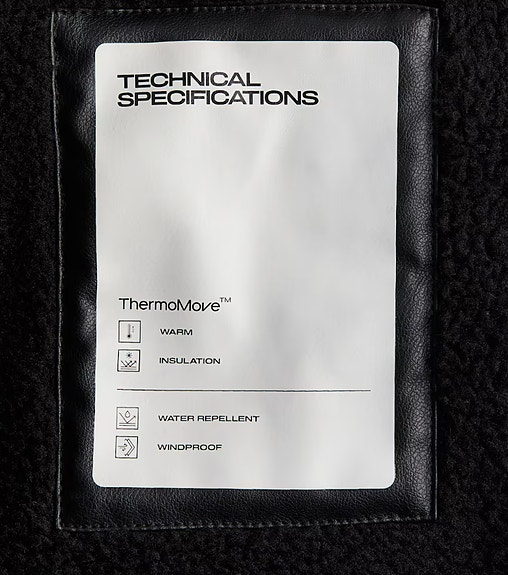 TECHNICAL
SPECIFICATIONS
ThermoMove™
WARM
INSULATION
WATER REPELLENT
WINDPROOF